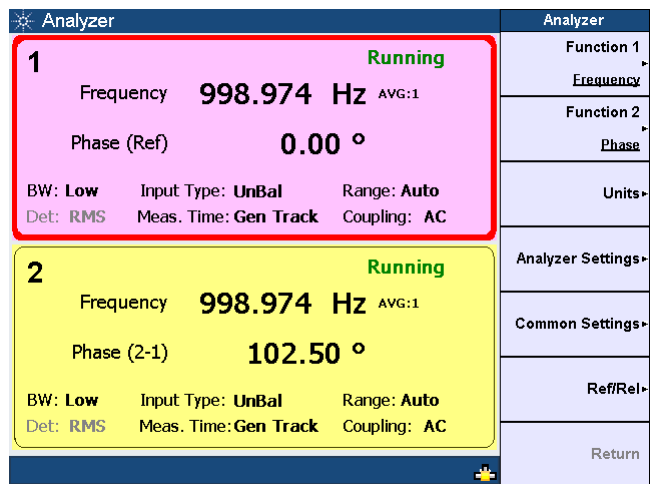 Analyzer
1
Running
Frequency 998.974 Hz AVG:1
Phase (Ref) 0.00 º
BW: Low Input Type: UnBal Range: Auto
Det: RMS Meas. Time: Gen Track Coupling: AC
2
Running
Frequency 998.974 Hz AVG:1
Phase (2-1) 102.50 º
BW: Low Input Type: UnBal Range: Auto
Det: RMS Meas. Time: Gen Track Coupling: AC
Analyzer
Function 1
Frequency
Function 2
Phase
Units
Analyzer Settings
Common Settings
Ref/Rel
Return